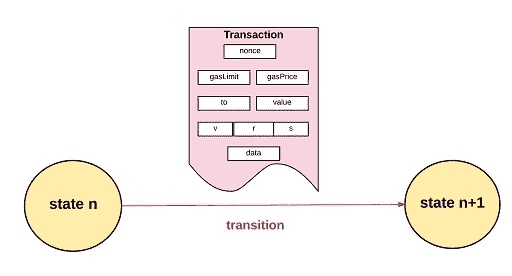 Transaction
nonce
gasLimit gasPrice
to value
v r s
data
state n state n+1
transition